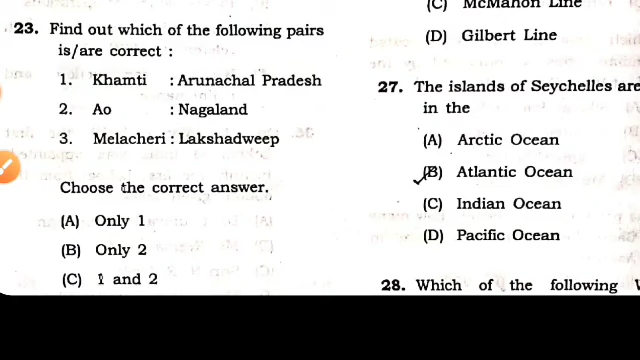 23. Find out which of the following pairs
is/are correct :
1. Khamti : Arunachal Pradesh
2. Ao : Nagaland
3. Melacheri : Lakshadweep
Choose the correct answer.
(A) Only 1
(B) Only 2
(C) 1 and 2
(C) McMahon Line
(D) Gilbert Line
27. The islands of Seychelles are
in the
(A) Arctic Ocean
(B) Atlantic Ocean
(C) Indian Ocean
(D) Pacific Ocean
28. Which of the following